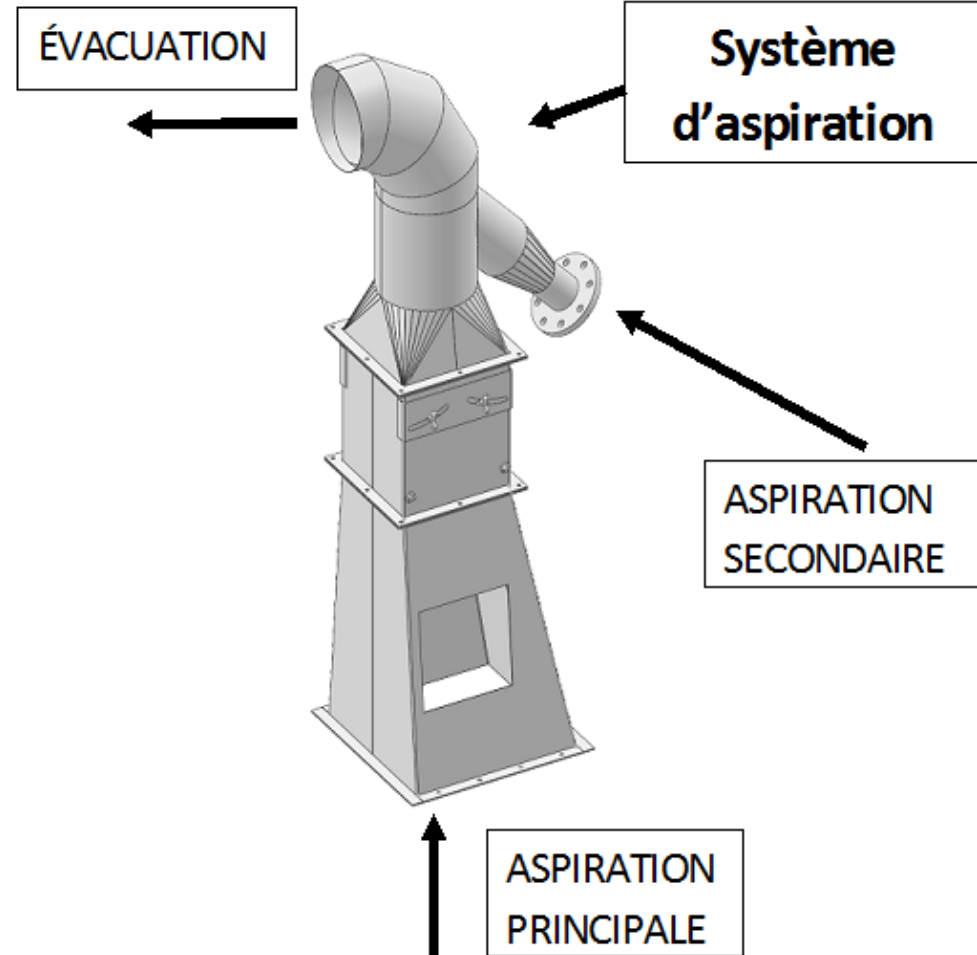 ÉVACUATION
Système
d’aspiration
ASPIRATION
SECONDAIRE
ASPIRATION
PRINCIPALE